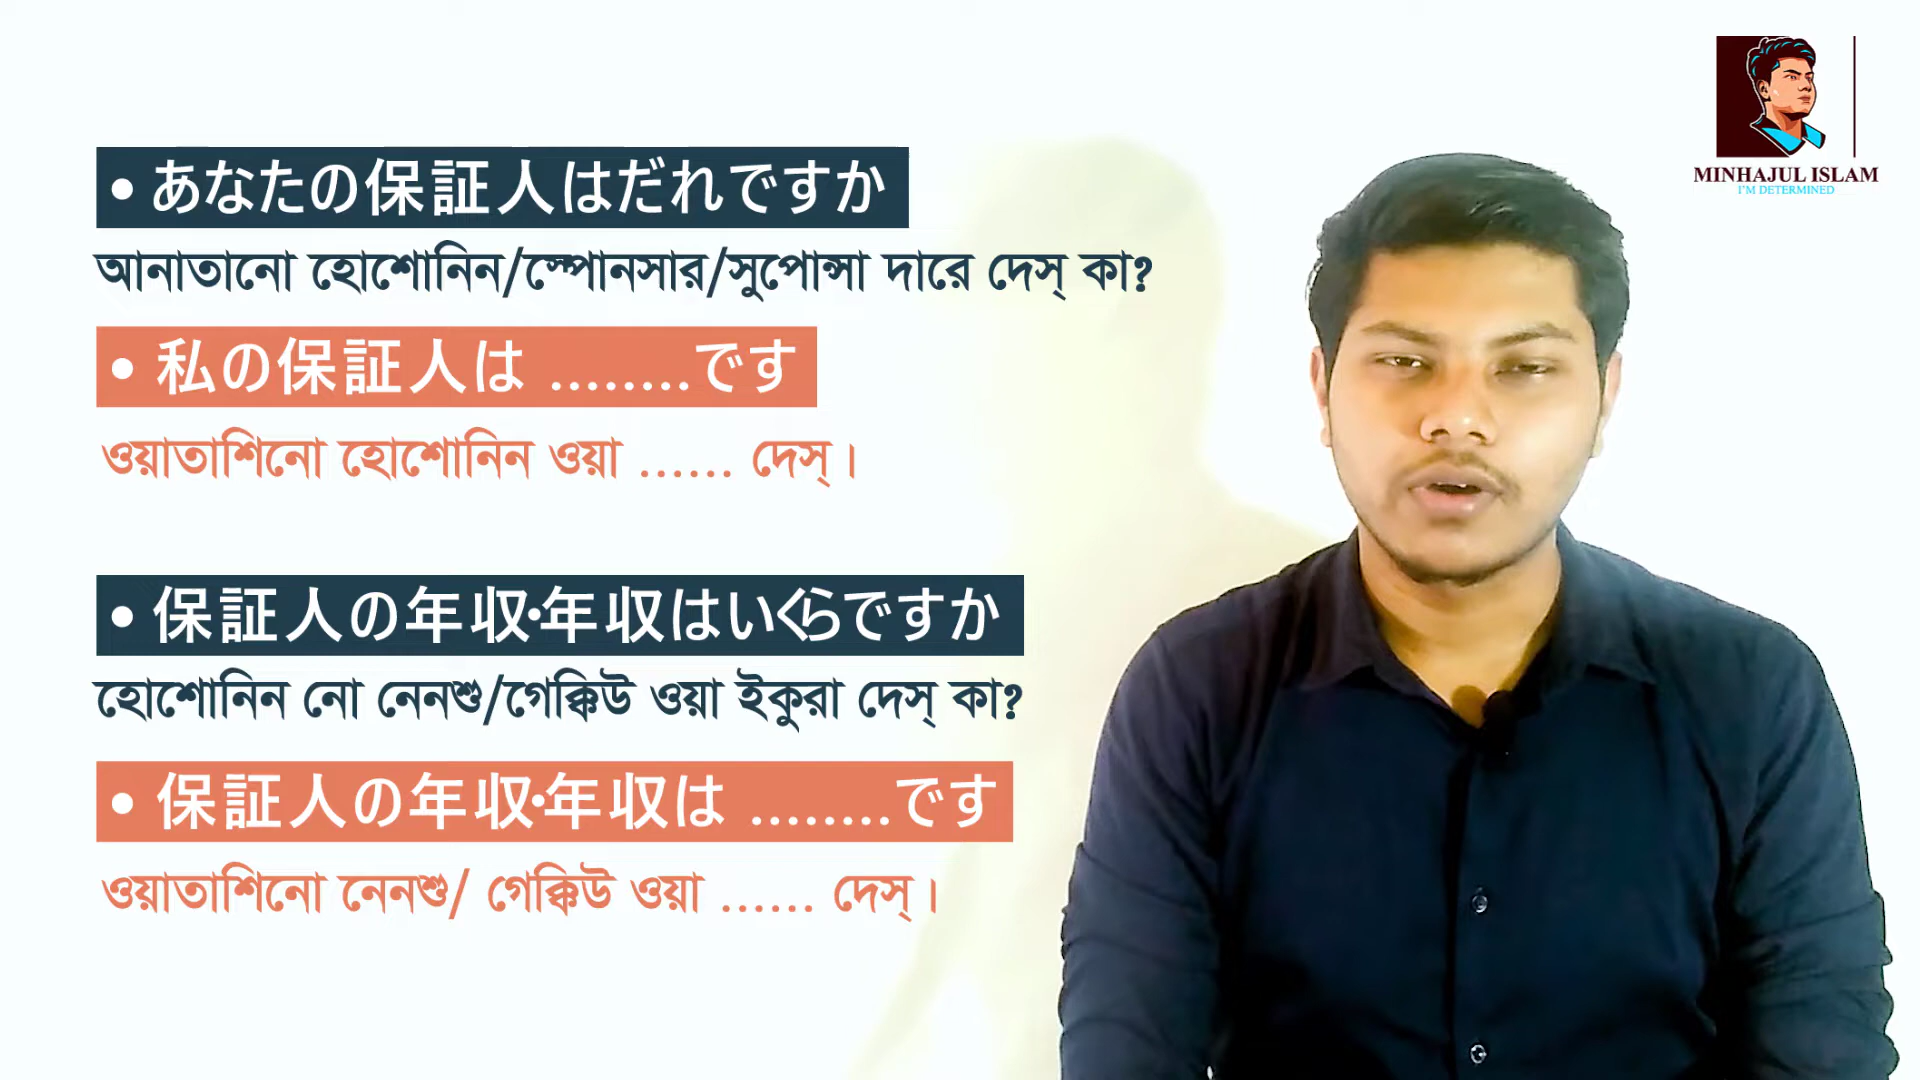 MINHAJUL ISLAM
I'M DETERMINED
• あなたの保証人はだれですか
আনাতানো হোশোনিন/স্পোনসার/সুপোন্সা দারে দেস্ কা?
• 私の保証人は ........です
ওয়াতাশিনো হোশোনিন ওয়া ...... দেস্।
• 保証人の年収·年収はいくらですか
হোশোনিন নো নেনশু/গেক্কিউ ওয়া ইকুরা দেস্ কা?
• 保証人の年収·年収は ........です
ওয়াতাশিনো নেনশু/ গেক্কিউ ওয়া ...... দেস্।